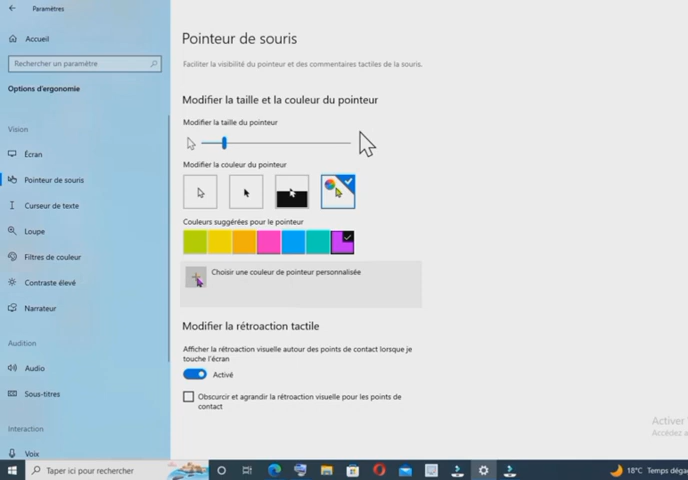 Paramètres
Accueil
Rechercher un paramètre
Options d'ergonomie
Vision
Écran
Pointeur de souris
Curseur de texte
Loupe
Filtres de couleur
Contraste élevé
Narrateur
Audition
Audio
Sous-titres
Interaction
Voix
Pointeur de souris
Faciliter la visibilité du pointeur et des commentaires tactiles de la souris.
Modifier la taille et la couleur du pointeur
Modifier la taille du pointeur
Modifier la couleur du pointeur
Couleurs suggérées pour le pointeur
Choisir une couleur de pointeur personnalisée
Modifier la rétroaction tactile
Afficher la rétroaction visuelle autour des points de contact lorsque je
touche l'écran
Activé
Obscurcir et agrandir la rétroaction visuelle pour les points de
contact
Activer
Accédez
Taper ici pour rechercher
18°C Temps déga